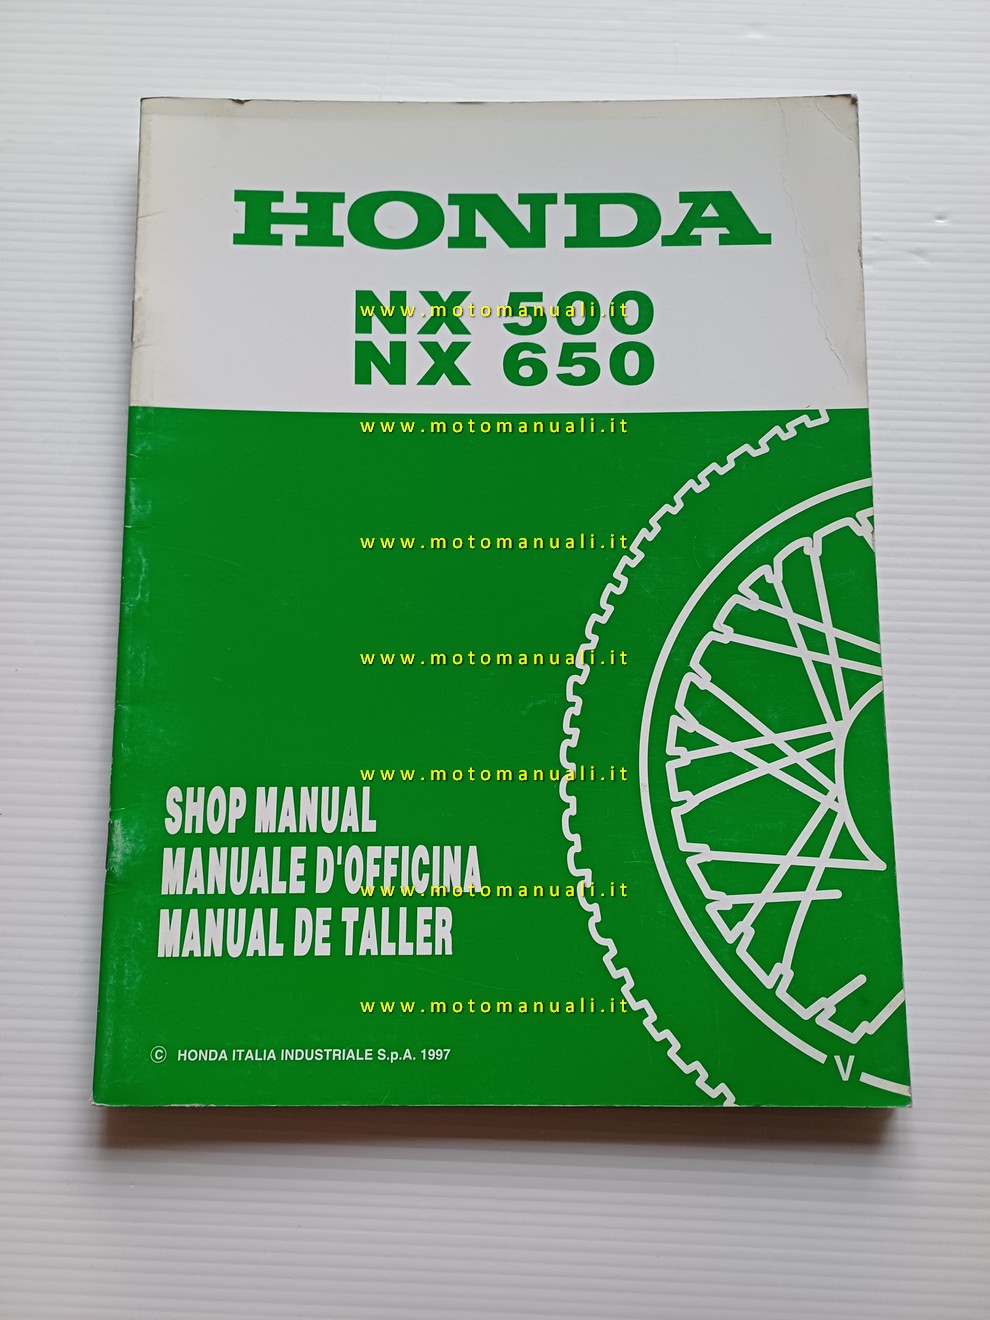 HONDA
NX 500
www.motomanuali.it
NX 650
www.motomanuali.it
www.motomanuali.it
www.motomanuali.it
www.motomanuali.it
SHOP MANUAL
MANUALE D'OFFICINA
www.motomanuali.it
MANUAL DE TALLER
www.motomanuali.it
© HONDA ITALIA INDUSTRIALE S.p.A. 1997
V